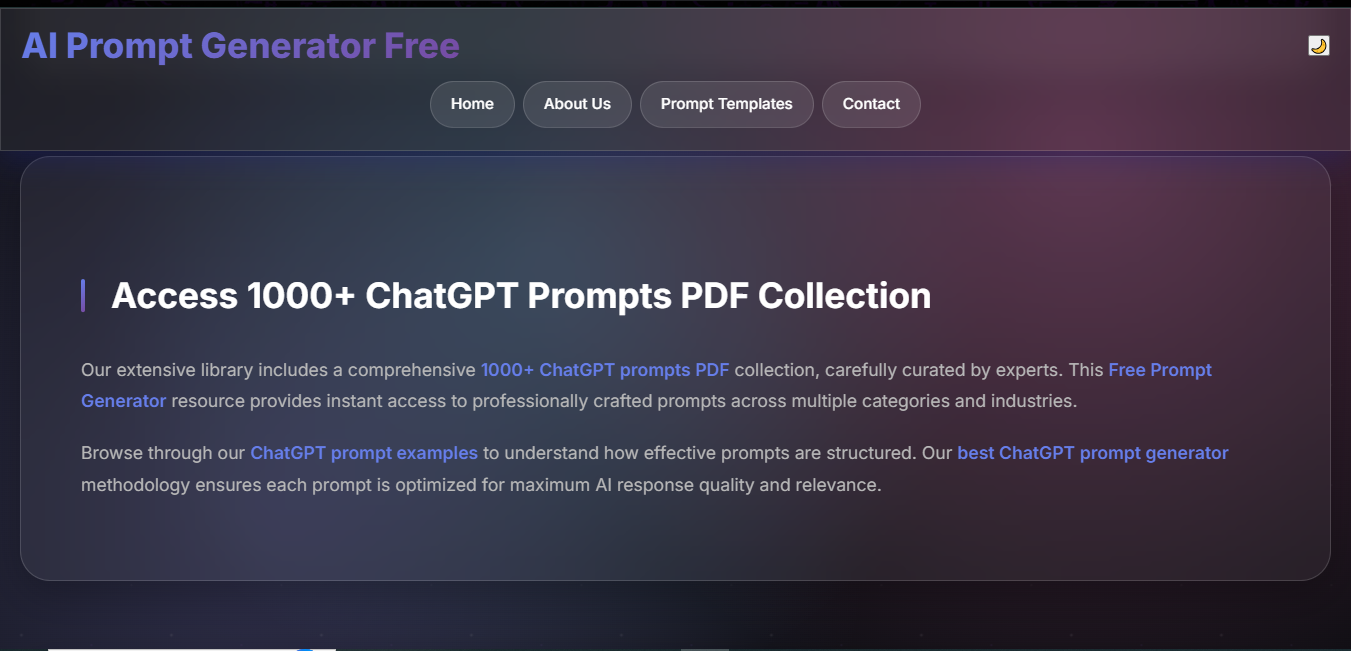 AI Prompt Generator Free
Home
About Us
Prompt Templates
Contact
Access 1000+ ChatGPT Prompts PDF Collection
Our extensive library includes a comprehensive 1000+ ChatGPT prompts PDF collection, carefully curated by experts. This Free Prompt
Generator resource provides instant access to professionally crafted prompts across multiple categories and industries.
Browse through our ChatGPT prompt examples to understand how effective prompts are structured. Our best ChatGPT prompt generator
methodology ensures each prompt is optimized for maximum AI response quality and relevance.